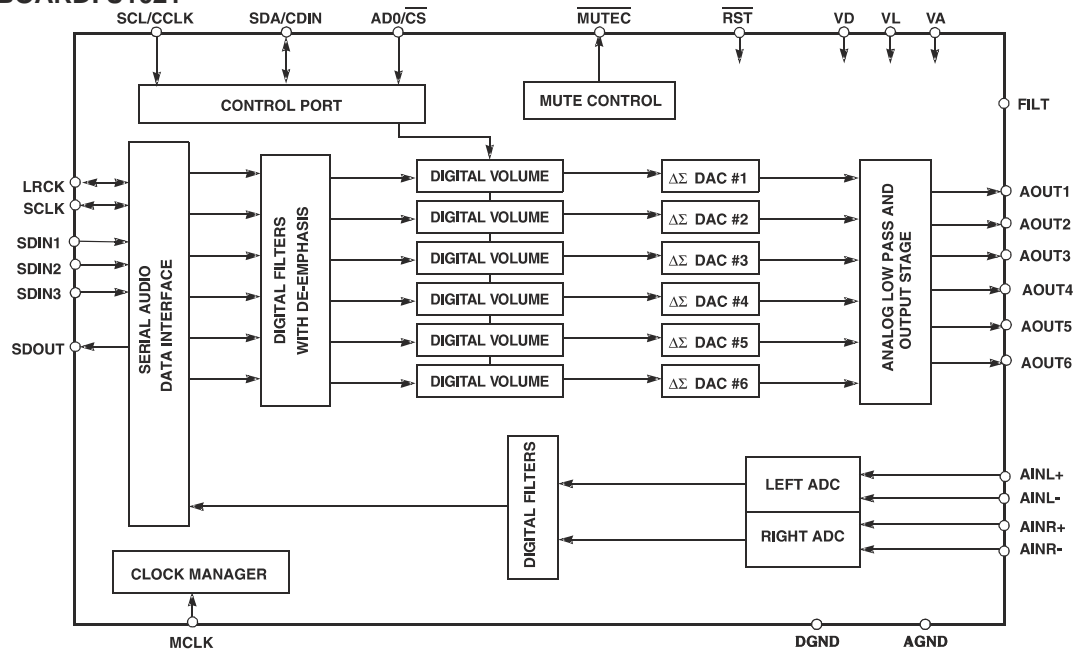 SCL/CCLK SDA/CDIN AD0/CS MUTEC RST VD VL VA
CONTROL PORT
MUTE CONTROL
FILT
LRCK
SCLK
SDIN1
SDIN2
SDIN3
SDOUT
SERIAL AUDIO
DATA INTERFACE
DIGITAL FILTERS
WITH DE-EMPHASIS
DIGITAL VOLUME
DIGITAL VOLUME
DIGITAL VOLUME
DIGITAL VOLUME
DIGITAL VOLUME
DIGITAL VOLUME
ΔΣ DAC #1
ΔΣ DAC #2
ΔΣ DAC #3
ΔΣ DAC #4
ΔΣ DAC #5
ΔΣ DAC #6
ANALOG LOW PASS AND
OUTPUT STAGE
AOUT1
AOUT2
AOUT3
AOUT4
AOUT5
AOUT6
DIGITAL FILTERS
LEFT ADC
RIGHT ADC
AINL+
AINL-
AINR+
AINR-
CLOCK MANAGER
MCLK
DGND
AGND